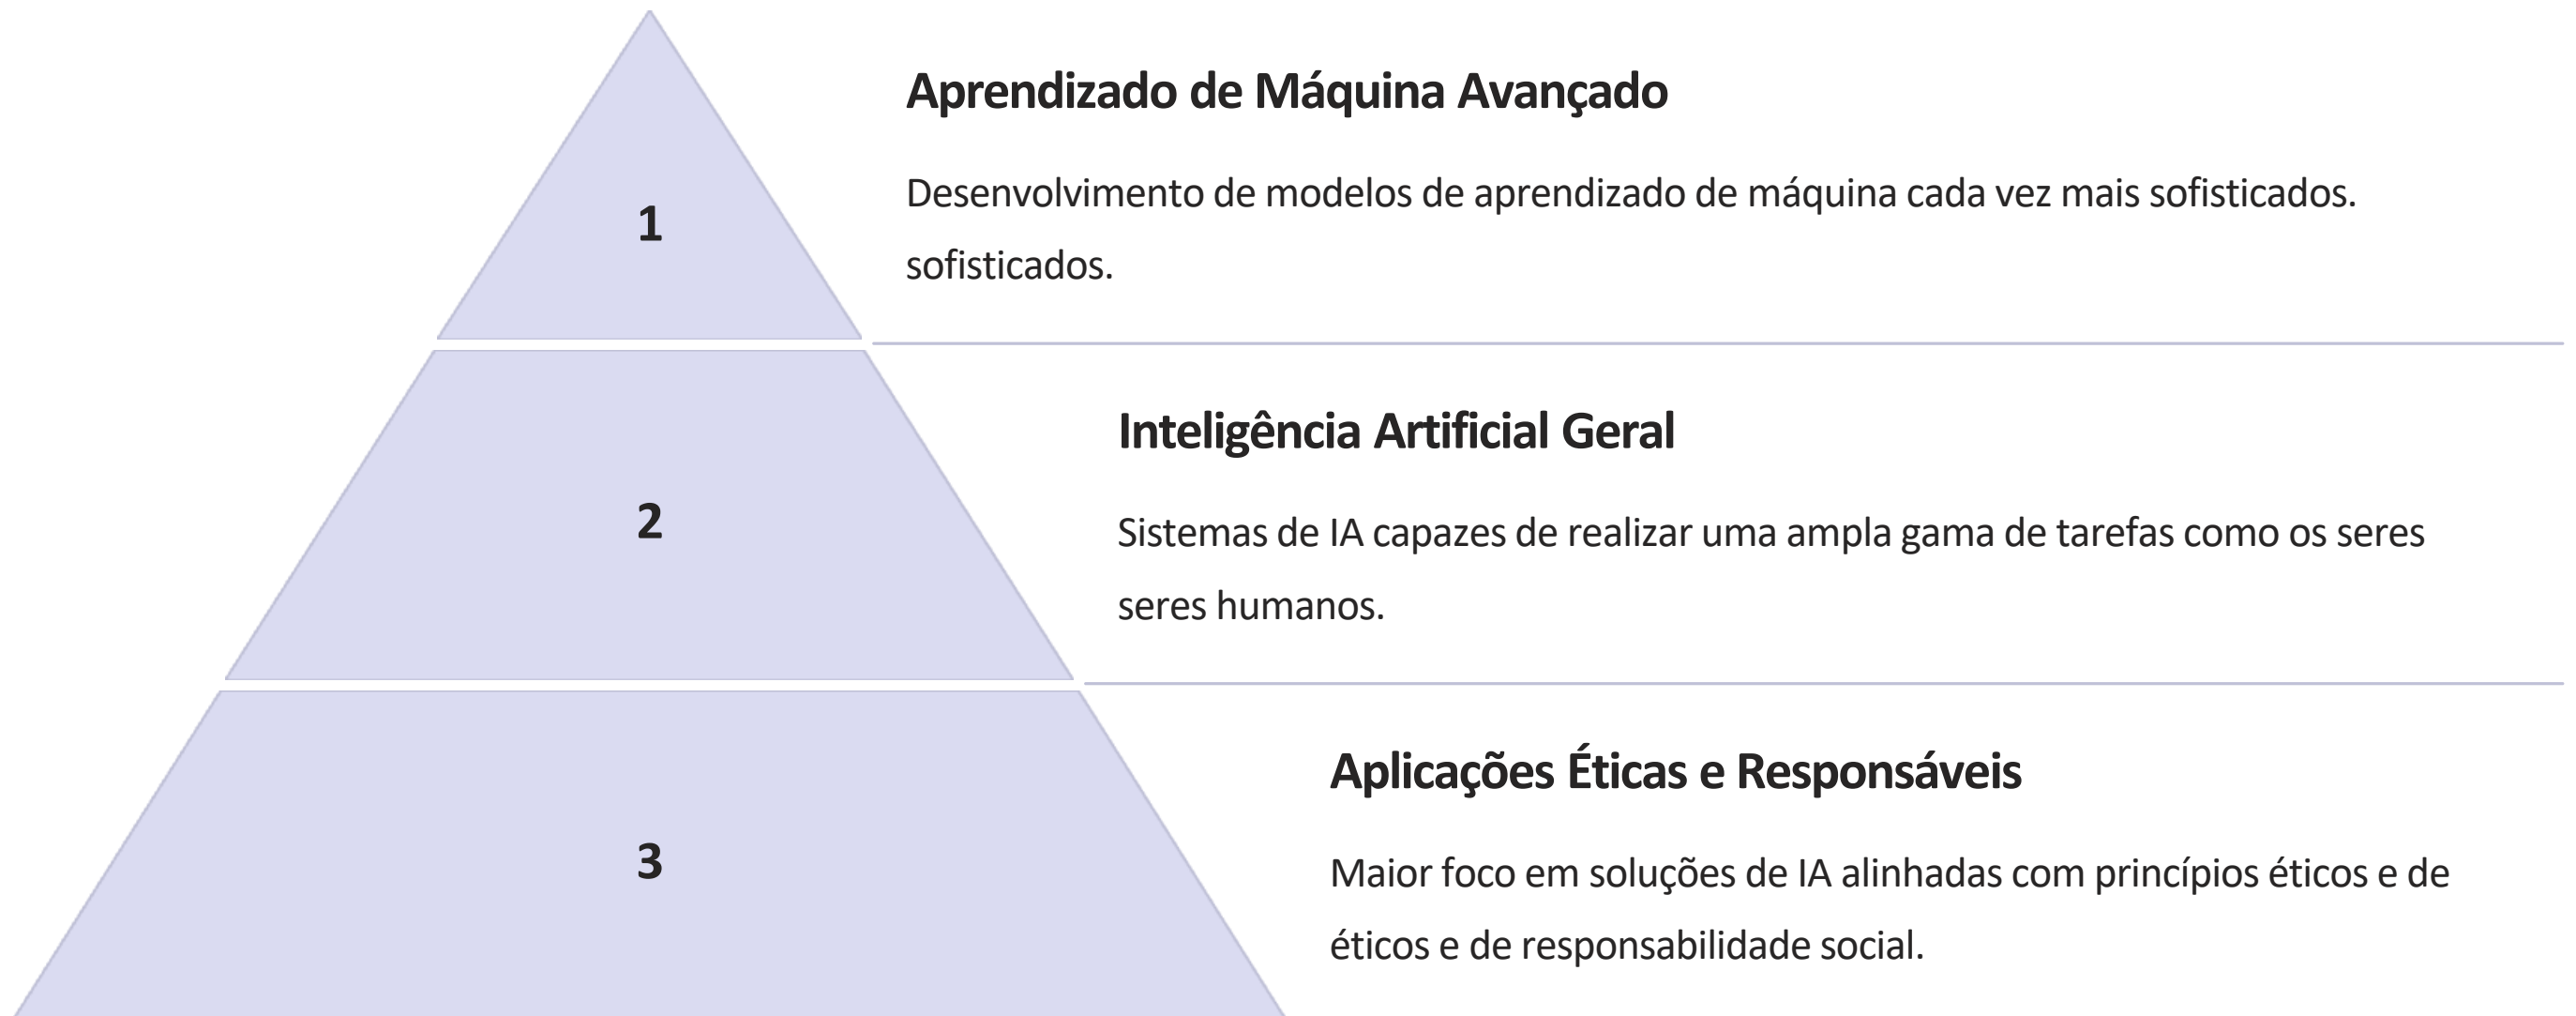 Aprendizado de Máquina Avançado
Desenvolvimento de modelos de aprendizado de máquina cada vez mais sofisticados.
sofisticados.
1
Inteligência Artificial Geral
Sistemas de IA capazes de realizar uma ampla gama de tarefas como os seres
seres humanos.
2
Aplicações Éticas e Responsáveis
Maior foco em soluções de IA alinhadas com princípios éticos e de
éticos e de responsabilidade social.
3